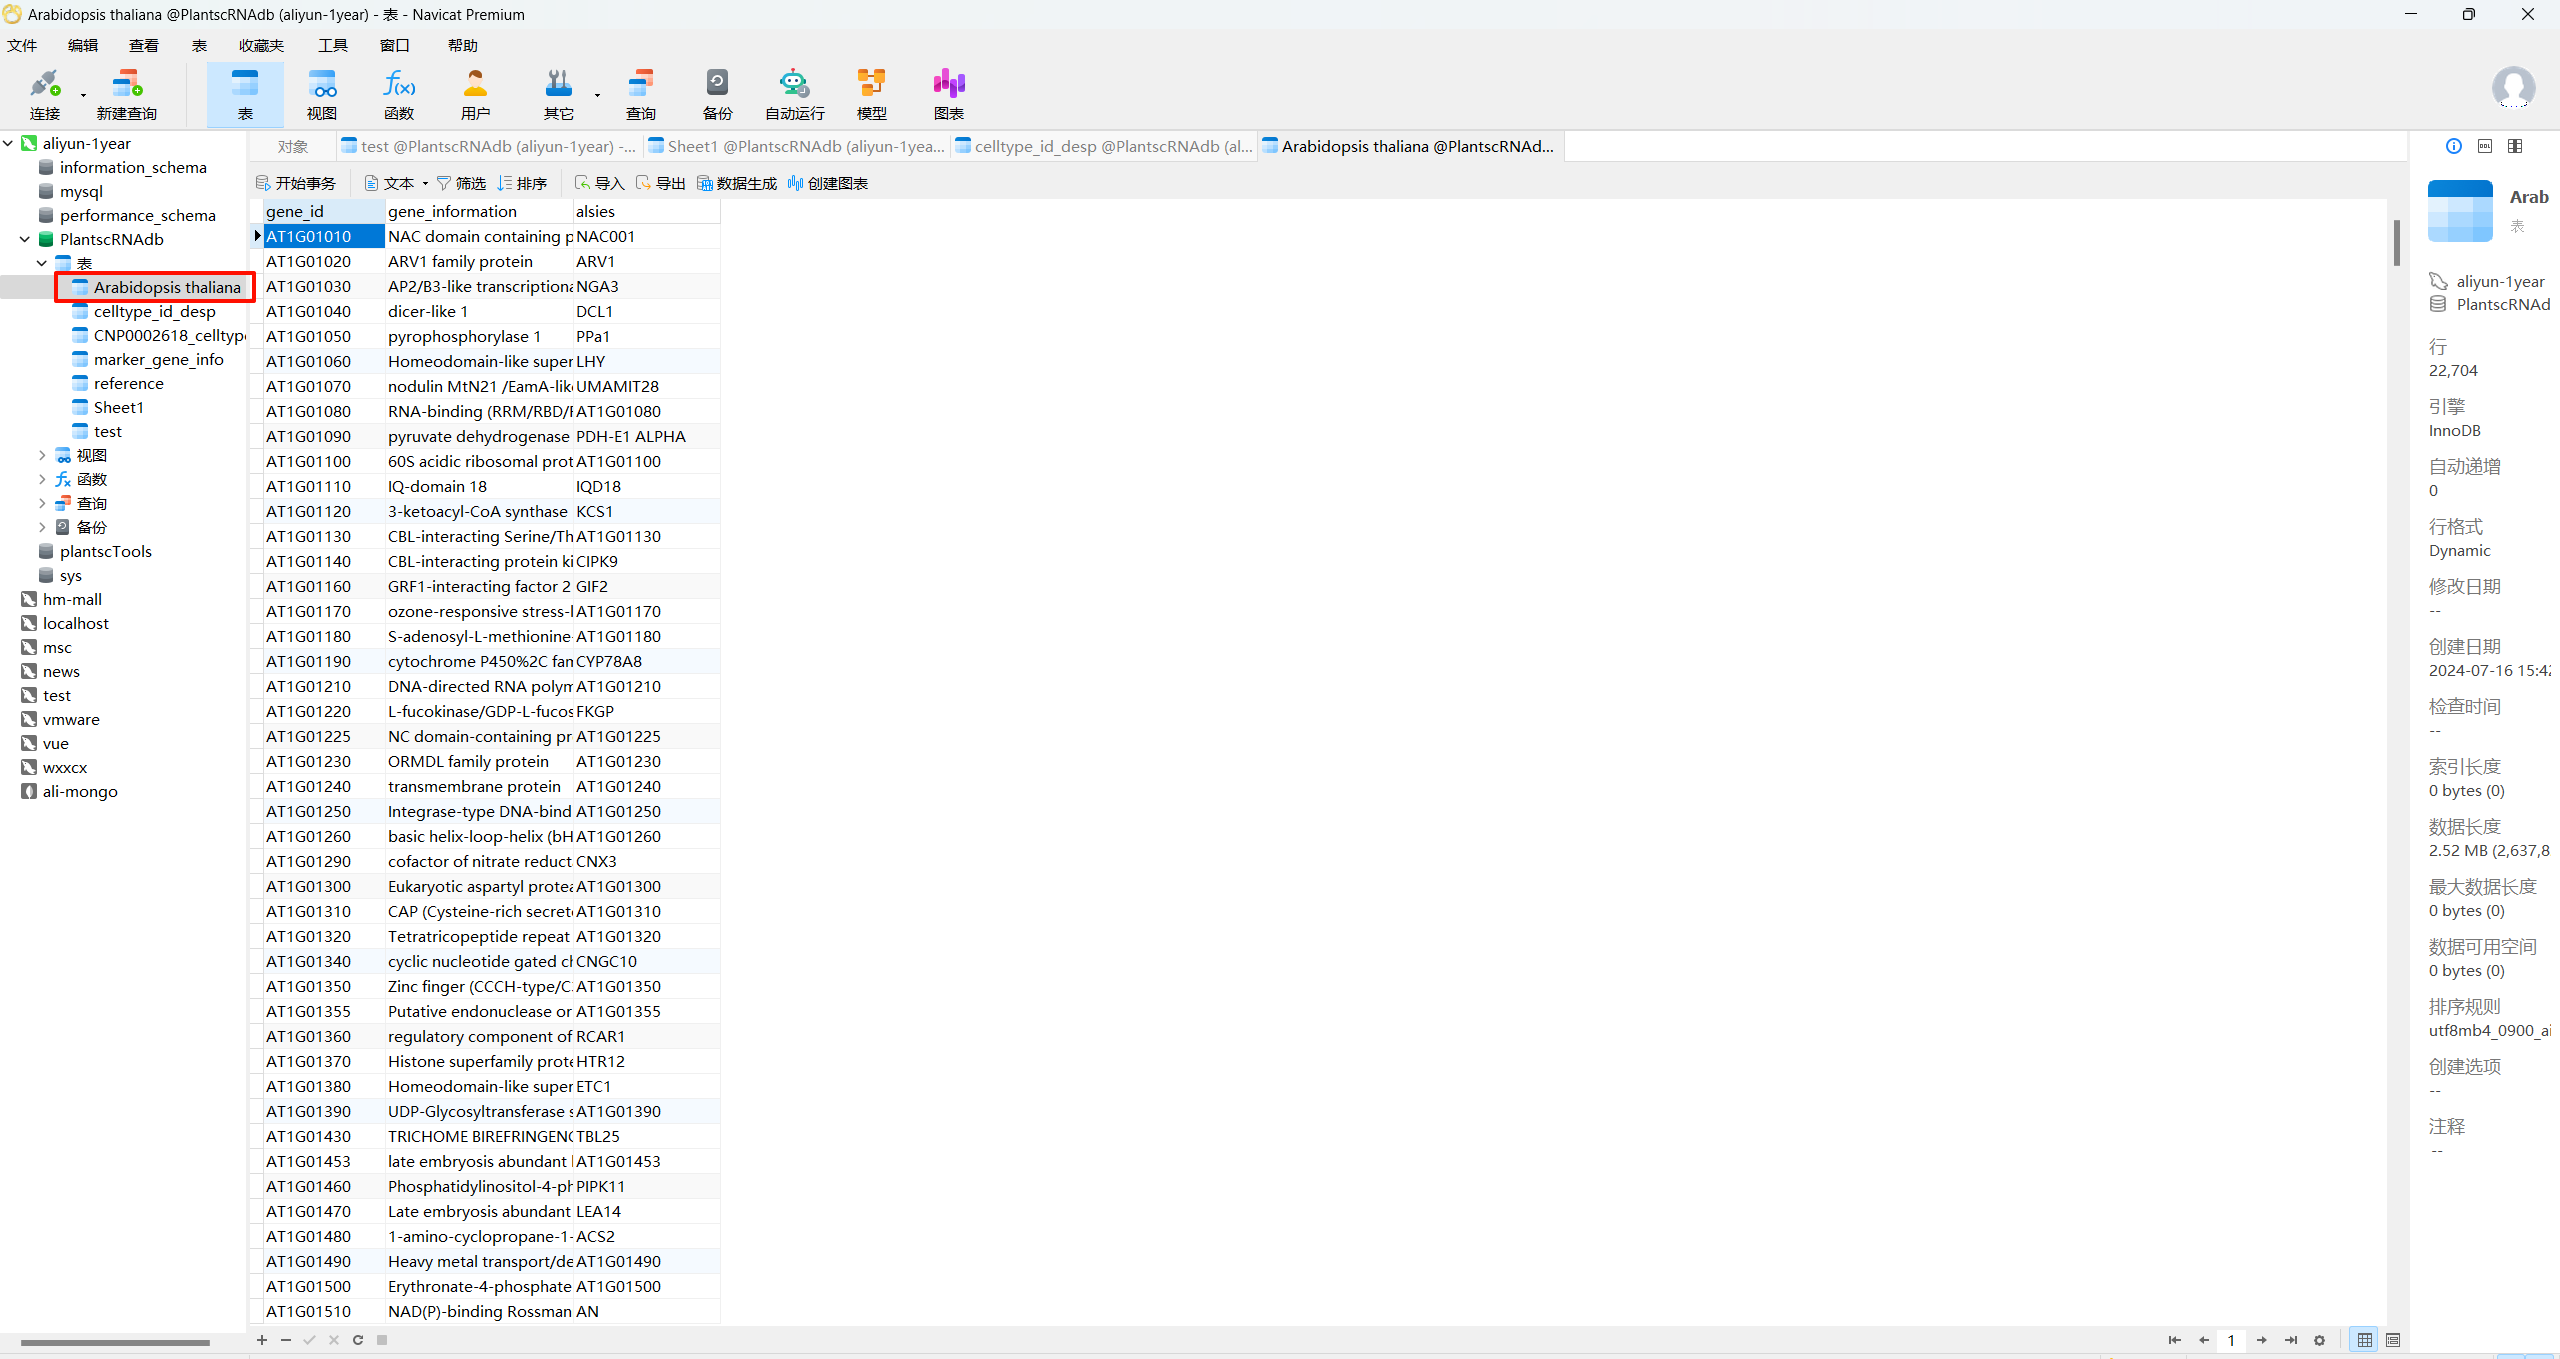 Arabidopsis thaliana @PlantscRNAdb (aliyun-1year) - 表 - Navicat Premium
文件 编辑 查看 表 收藏夹 工具 窗口 帮助
连接 新建查询 表 视图 函数 用户 其它 查询 备份 自动运行 模型 图表
对象 test @PlantscRNAdb (aliyun-1year) -... Sheet1 @PlantscRNAdb (aliyun-1yea... celltype_id_desp @PlantscRNAdb (al... Arabidopsis thaliana @PlantscRNAd...
开始事务 文本 筛选 排序 导入 导出 数据生成 创建图表
aliyun-1year
information_schema
mysql
performance_schema
PlantscRNAdb
表
Arabidopsis thaliana
celltype_id_desp
CNP0002618_celltyp
marker_gene_info
reference
Sheet1
test
视图
函数
查询
备份
plantscTools
sys
hm-mall
localhost
msc
news
test
vmware
vue
wxxcx
ali-mongo
gene_id gene_information alsies
AT1G01010 NAC domain containing p NAC001
AT1G01020 ARV1 family protein ARV1
AT1G01030 AP2/B3-like transcriptiona NGA3
AT1G01040 dicer-like 1 DCL1
AT1G01050 pyrophosphorylase 1 PPa1
AT1G01060 Homeodomain-like super LHY
AT1G01070 nodulin MtN21 /EamA-lik UMAMIT28
AT1G01080 RNA-binding (RRM/RBD/ AT1G01080
AT1G01090 pyruvate dehydrogenase PDH-E1 ALPHA
AT1G01100 60S acidic ribosomal prot AT1G01100
AT1G01110 IQ-domain 18 IQD18
AT1G01120 3-ketoacyl-CoA synthase KCS1
AT1G01130 CBL-interacting Serine/Th AT1G01130
AT1G01140 CBL-interacting protein ki CIPK9
AT1G01160 GRF1-interacting factor 2 GIF2
AT1G01170 ozone-responsive stress-l AT1G01170
AT1G01180 S-adenosyl-L-methionine- AT1G01180
AT1G01190 cytochrome P450%2C fan CYP78A8
AT1G01210 DNA-directed RNA polym AT1G01210
AT1G01220 L-fucokinase/GDP-L-fucos FKGP
AT1G01225 NC domain-containing pr AT1G01225
AT1G01230 ORMDL family protein AT1G01230
AT1G01240 transmembrane protein AT1G01240
AT1G01250 Integrase-type DNA-bind AT1G01250
AT1G01260 basic helix-loop-helix (bH AT1G01260
AT1G01290 cofactor of nitrate reduct CNX3
AT1G01300 Eukaryotic aspartyl protea AT1G01300
AT1G01310 CAP (Cysteine-rich secret AT1G01310
AT1G01320 Tetratricopeptide repeat AT1G01320
AT1G01340 cyclic nucleotide gated cl CNGC10
AT1G01350 Zinc finger (CCCH-type/C AT1G01350
AT1G01355 Putative endonuclease or AT1G01355
AT1G01360 regulatory component of RCAR1
AT1G01370 Histone superfamily prote HTR12
AT1G01380 Homeodomain-like super ETC1
AT1G01390 UDP-Glycosyltransferase s AT1G01390
AT1G01430 TRICHOME BIREFRINGENC TBL25
AT1G01453 late embryosis abundant AT1G01453
AT1G01460 Phosphatidylinositol-4-ph PIPK11
AT1G01470 Late embryosis abundant LEA14
AT1G01480 1-amino-cyclopropane-1- ACS2
AT1G01490 Heavy metal transport/de AT1G01490
AT1G01500 Erythronate-4-phosphate AT1G01500
AT1G01510 NAD(P)-binding Rossman AN
1
Arab
表
aliyun-1year
PlantscRNAd
行
22,704
引擎
InnoDB
自动递增
0
行格式
Dynamic
修改日期
--
创建日期
2024-07-16 15:42
检查时间
--
索引长度
0 bytes (0)
数据长度
2.52 MB (2,637,8
最大数据长度
0 bytes (0)
数据可用空间
0 bytes (0)
排序规则
utf8mb4_0900_ai
创建选项
--
注释
--